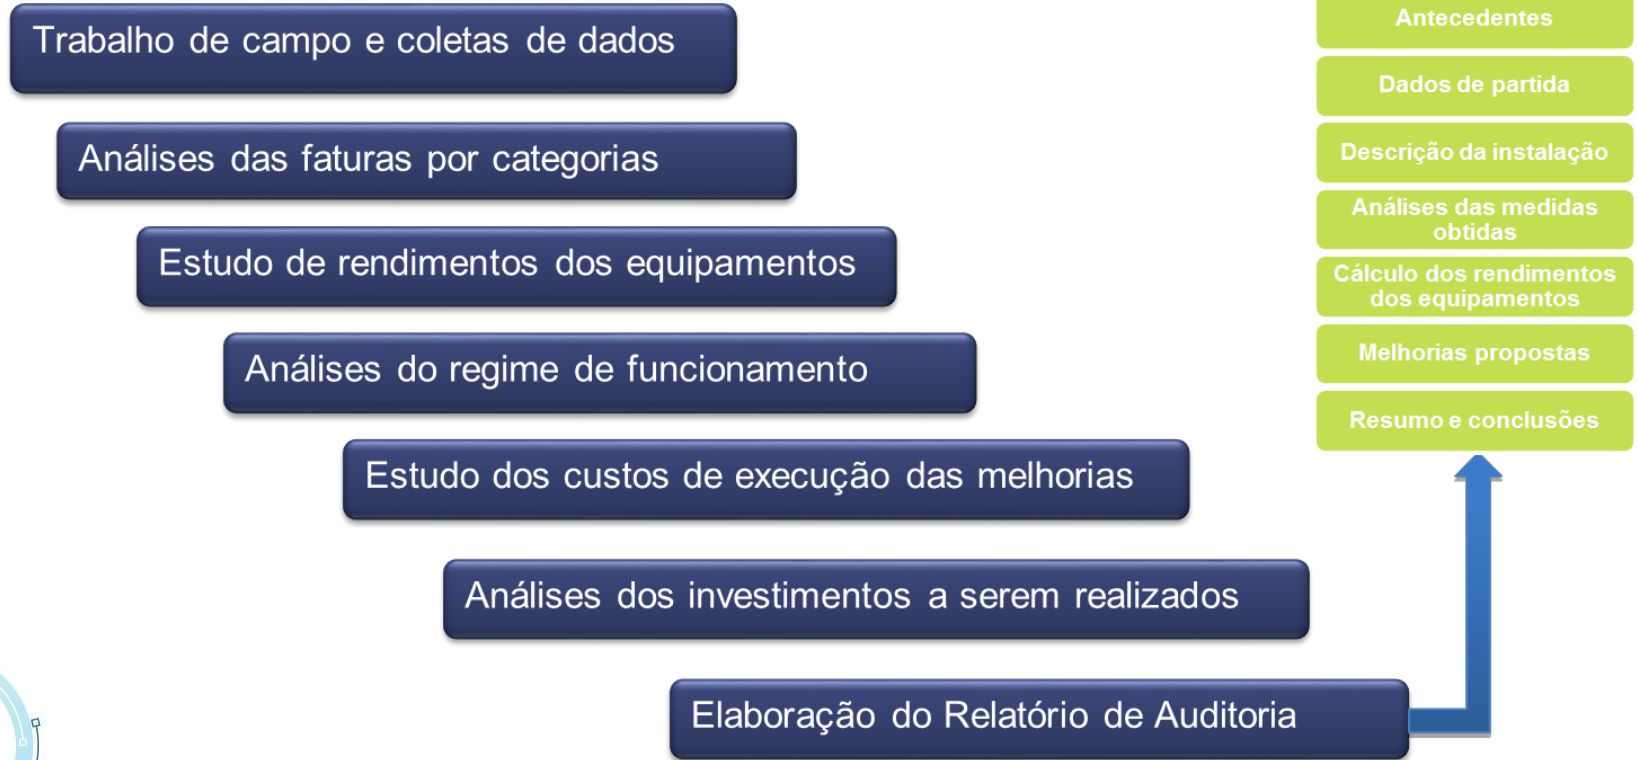 Trabalho de campo e coletas de dados
Análises das faturas por categorias
Estudo de rendimentos dos equipamentos
Análises do regime de funcionamento
Estudo dos custos de execução das melhorias
Análises dos investimentos a serem realizados
Elaboração do Relatório de Auditoria
Antecedentes
Dados de partida
Descrição da instalação
Análises das medidas
obtidas
Cálculo dos rendimentos
dos equipamentos
Melhorias propostas
Resumo e conclusões